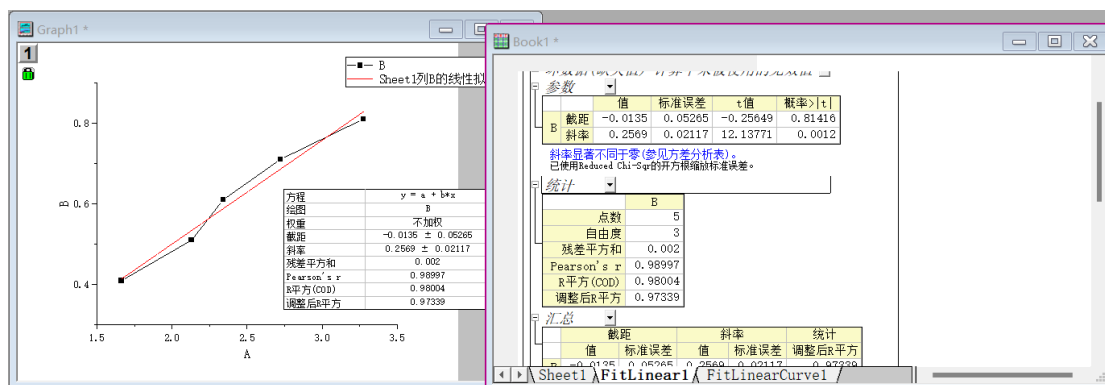 Graph1 *
1
B
Sheet1列B的线性拟
0.8
0.6
0.4
B
1.5 2.0 2.5 3.0 3.5
A
方程 y = a + b*x
绘图 B
权重 不加权
截距 -0.0135 ± 0.05265
斜率 0.2569 ± 0.02117
残差平方和 0.002
Pearson's r 0.98997
R平方(COD) 0.98004
调整后R平方 0.97339
Book1 *
参数
值 标准误差 t值 概率>|t|
B 截距 -0.0135 0.05265 -0.25649 0.81416
斜率 0.2569 0.02117 12.13771 0.0012
斜率显著不同于零(参见方差分析表)。
已使用Reduced Chi-Sqr的开方根缩放标准误差。
统计
B
点数 5
自由度 3
残差平方和 0.002
Pearson's r 0.98997
R平方(COD) 0.98004
调整后R平方 0.97339
汇总
截距 斜率 统计
值 标准误差 值 标准误差 调整后R平方
B -0.0135 0.05265 0.2569 0.02117 0.97339
Sheet1 FitLinear1 FitLinearCurve1